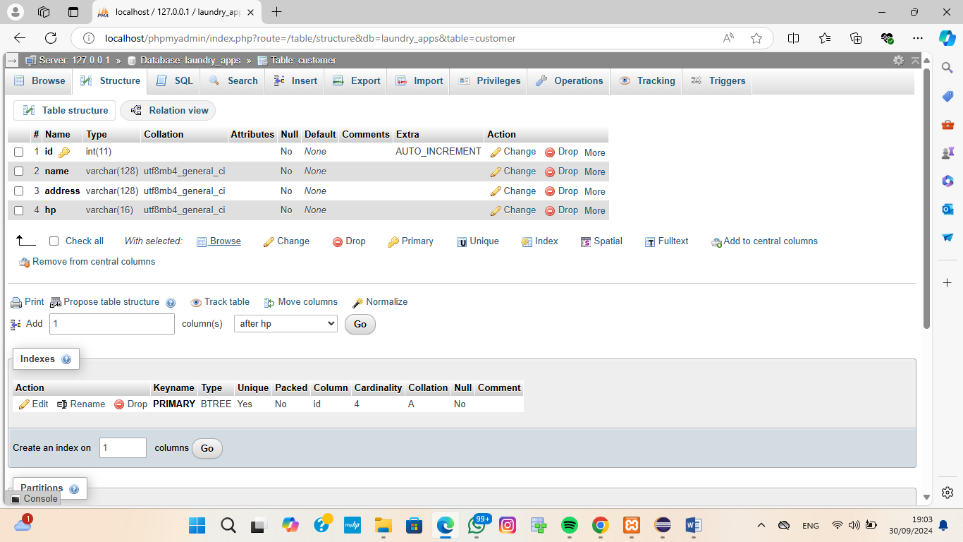 localhost / 127.0.0.1 / laundry_app
localhost/phpmyadmin/index.php?route=/table/structure&db=laundry_apps&table=customer
Server: 127.0.0.1 » Database: laundry_apps » Table: customer
Browse Structure SQL Search Insert Export Import Privileges Operations Tracking Triggers
Table structure Relation view
# Name Type Collation Attributes Null Default Comments Extra Action
1 id int(11) No None AUTO_INCREMENT Change Drop More
2 name varchar(128) utf8mb4_general_ci No None Change Drop More
3 address varchar(128) utf8mb4_general_ci No None Change Drop More
4 hp varchar(16) utf8mb4_general_ci No None Change Drop More
Check all With selected: Browse Change Drop Primary Unique Index Spatial Fulltext Add to central columns
Remove from central columns
Print Propose table structure Track table Move columns Normalize
Add 1 column(s) after hp Go
Indexes
Action Keyname Type Unique Packed Column Cardinality Collation Null Comment
Edit Rename Drop PRIMARY BTREE Yes No id 4 A No
Create an index on 1 columns Go
Partitions
Console
1 99+ ENG 19:03
30/09/2024